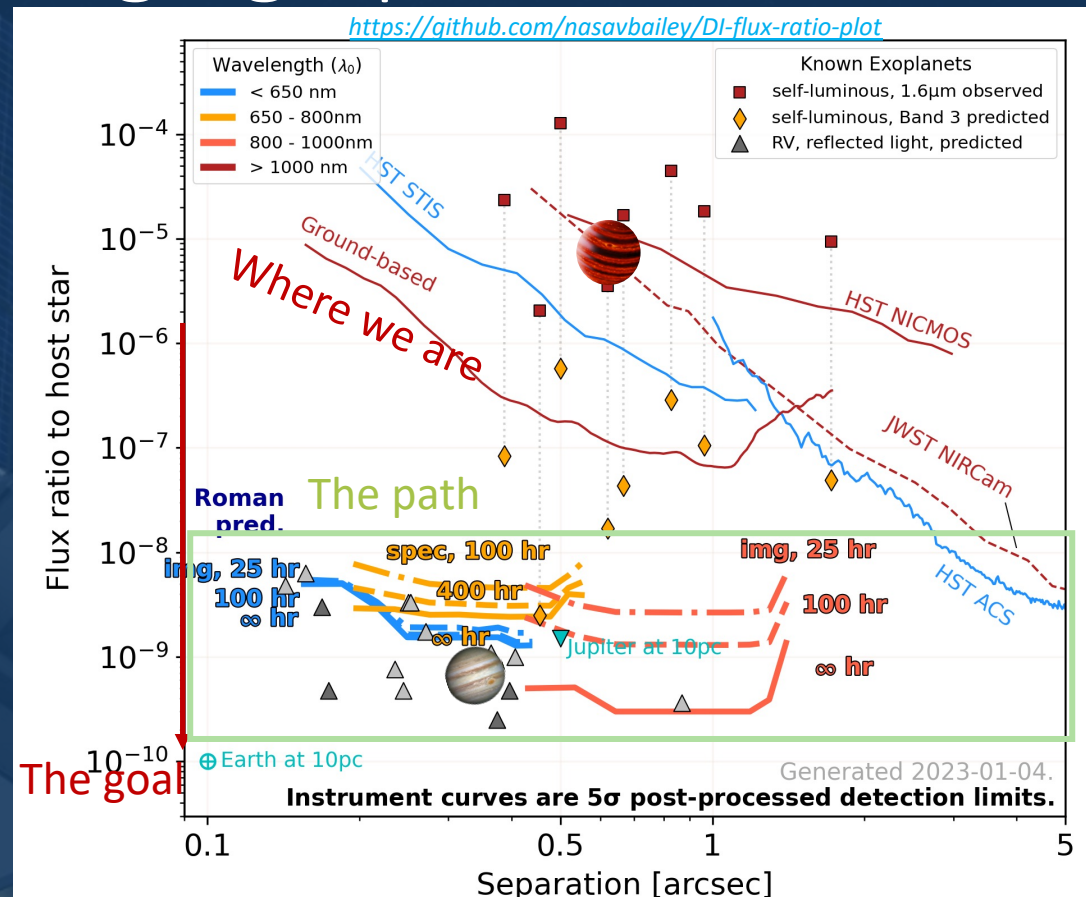 https://github.com/nasavbailey/DI-flux-ratio-plot
Wavelength (λ₀)
< 650 nm
650 - 800nm
800 - 1000nm
> 1000 nm
Known Exoplanets
self-luminous, 1.6μm observed
self-luminous, Band 3 predicted
RV, reflected light, predicted
Flux ratio to host star
10⁻⁴
10⁻⁵
10⁻⁶
10⁻⁷
10⁻⁸
10⁻⁹
10⁻¹⁰
HST STIS
Ground-based
Where we are
HST NICMOS
JWST NIRCam
HST ACS
Roman
pred.
The path
img, 25 hr
100 hr
∞ hr
spec, 100 hr
400 hr
∞ hr
img, 25 hr
100 hr
∞ hr
Jupiter at 10pc
Earth at 10pc
The goal
Generated 2023-01-04.
Instrument curves are 5σ post-processed detection limits.
0.1
0.5
1
5
Separation [arcsec]